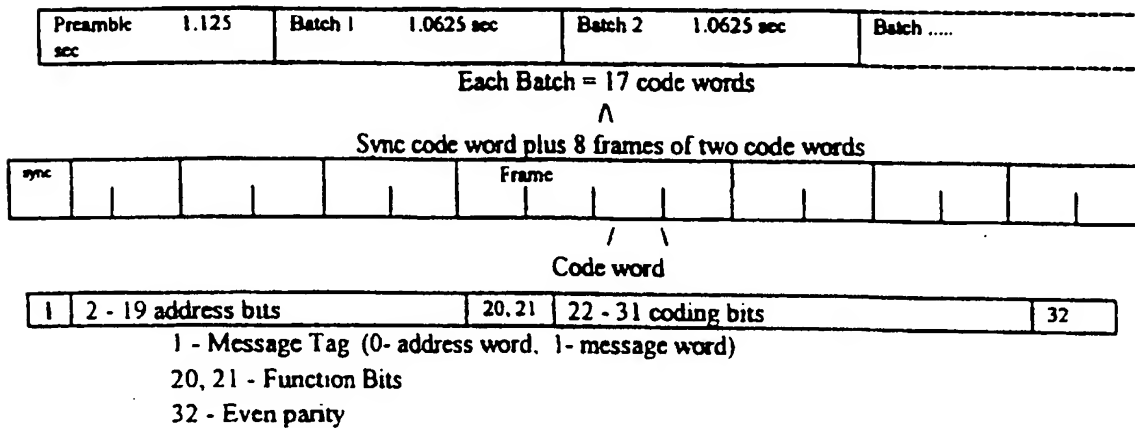 Preamble 1.125 sec Batch 1 1.0625 sec Batch 2 1.0625 sec Batch .....
Each Batch = 17 code words
Sync code word plus 8 frames of two code words
sync Frame
Code word
1 2 - 19 address bits 20, 21 22 - 31 coding bits 32
1 - Message Tag (0- address word, 1- message word)
20, 21 - Function Bits
32 - Even parity